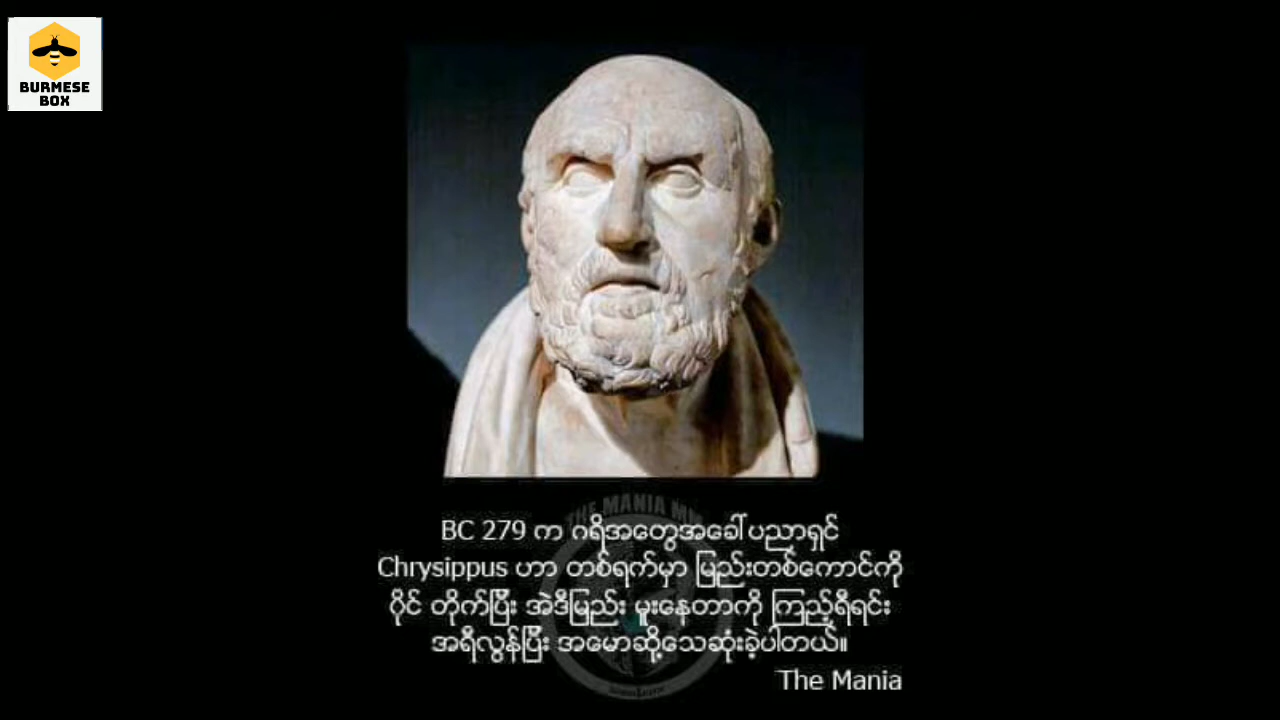 BURMESE
BOX
THE MANIA MM
BC 279 က ဂရိအတွေအခေါ် ပညာရှင်
Chrysippus ဟာ တစ်ရက်မှာ မြည်းတစ်ကောင်ကို
ဝိုင် တိုက်ပြီး အဲဒီမြည်း မူးနေတာကို ကြည့်ရီရင်း
အရီလွန်ပြီး အမောဆို့သေဆုံးခဲ့ပါတယ်။
The Mania